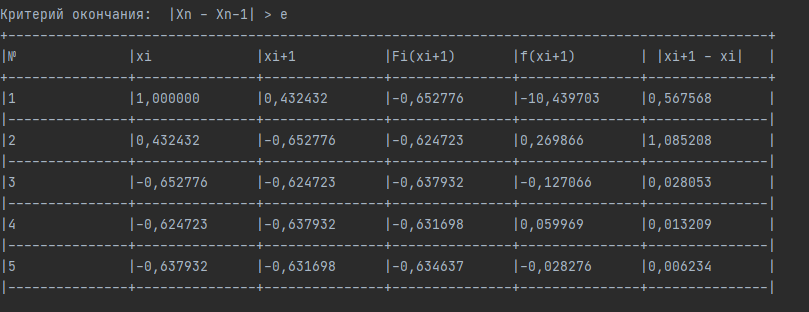 Критерий окончания:  |Xn - Xn-1| > e
+-----------------------------------------------------------------------------------------------+
|№              |xi             |xi+1           |Fi(xi+1)       |f(xi+1)        | |xi+1 - xi|   |
+---------------+---------------+---------------+---------------+---------------+---------------+
|1              |1,000000       |0,432432       |-0,652776      |-10,439703     |0,567568       |
|---------------+---------------+---------------+---------------+---------------+---------------|
|2              |0,432432       |-0,652776      |-0,624723      |0,269866       |1,085208       |
|---------------+---------------+---------------+---------------+---------------+---------------|
|3              |-0,652776      |-0,624723      |-0,637932      |-0,127066      |0,028053       |
|---------------+---------------+---------------+---------------+---------------+---------------|
|4              |-0,624723      |-0,637932      |-0,631698      |0,059969       |0,013209       |
|---------------+---------------+---------------+---------------+---------------+---------------|
|5              |-0,637932      |-0,631698      |-0,634637      |-0,028276      |0,006234       |
|---------------+---------------+---------------+---------------+---------------+---------------|